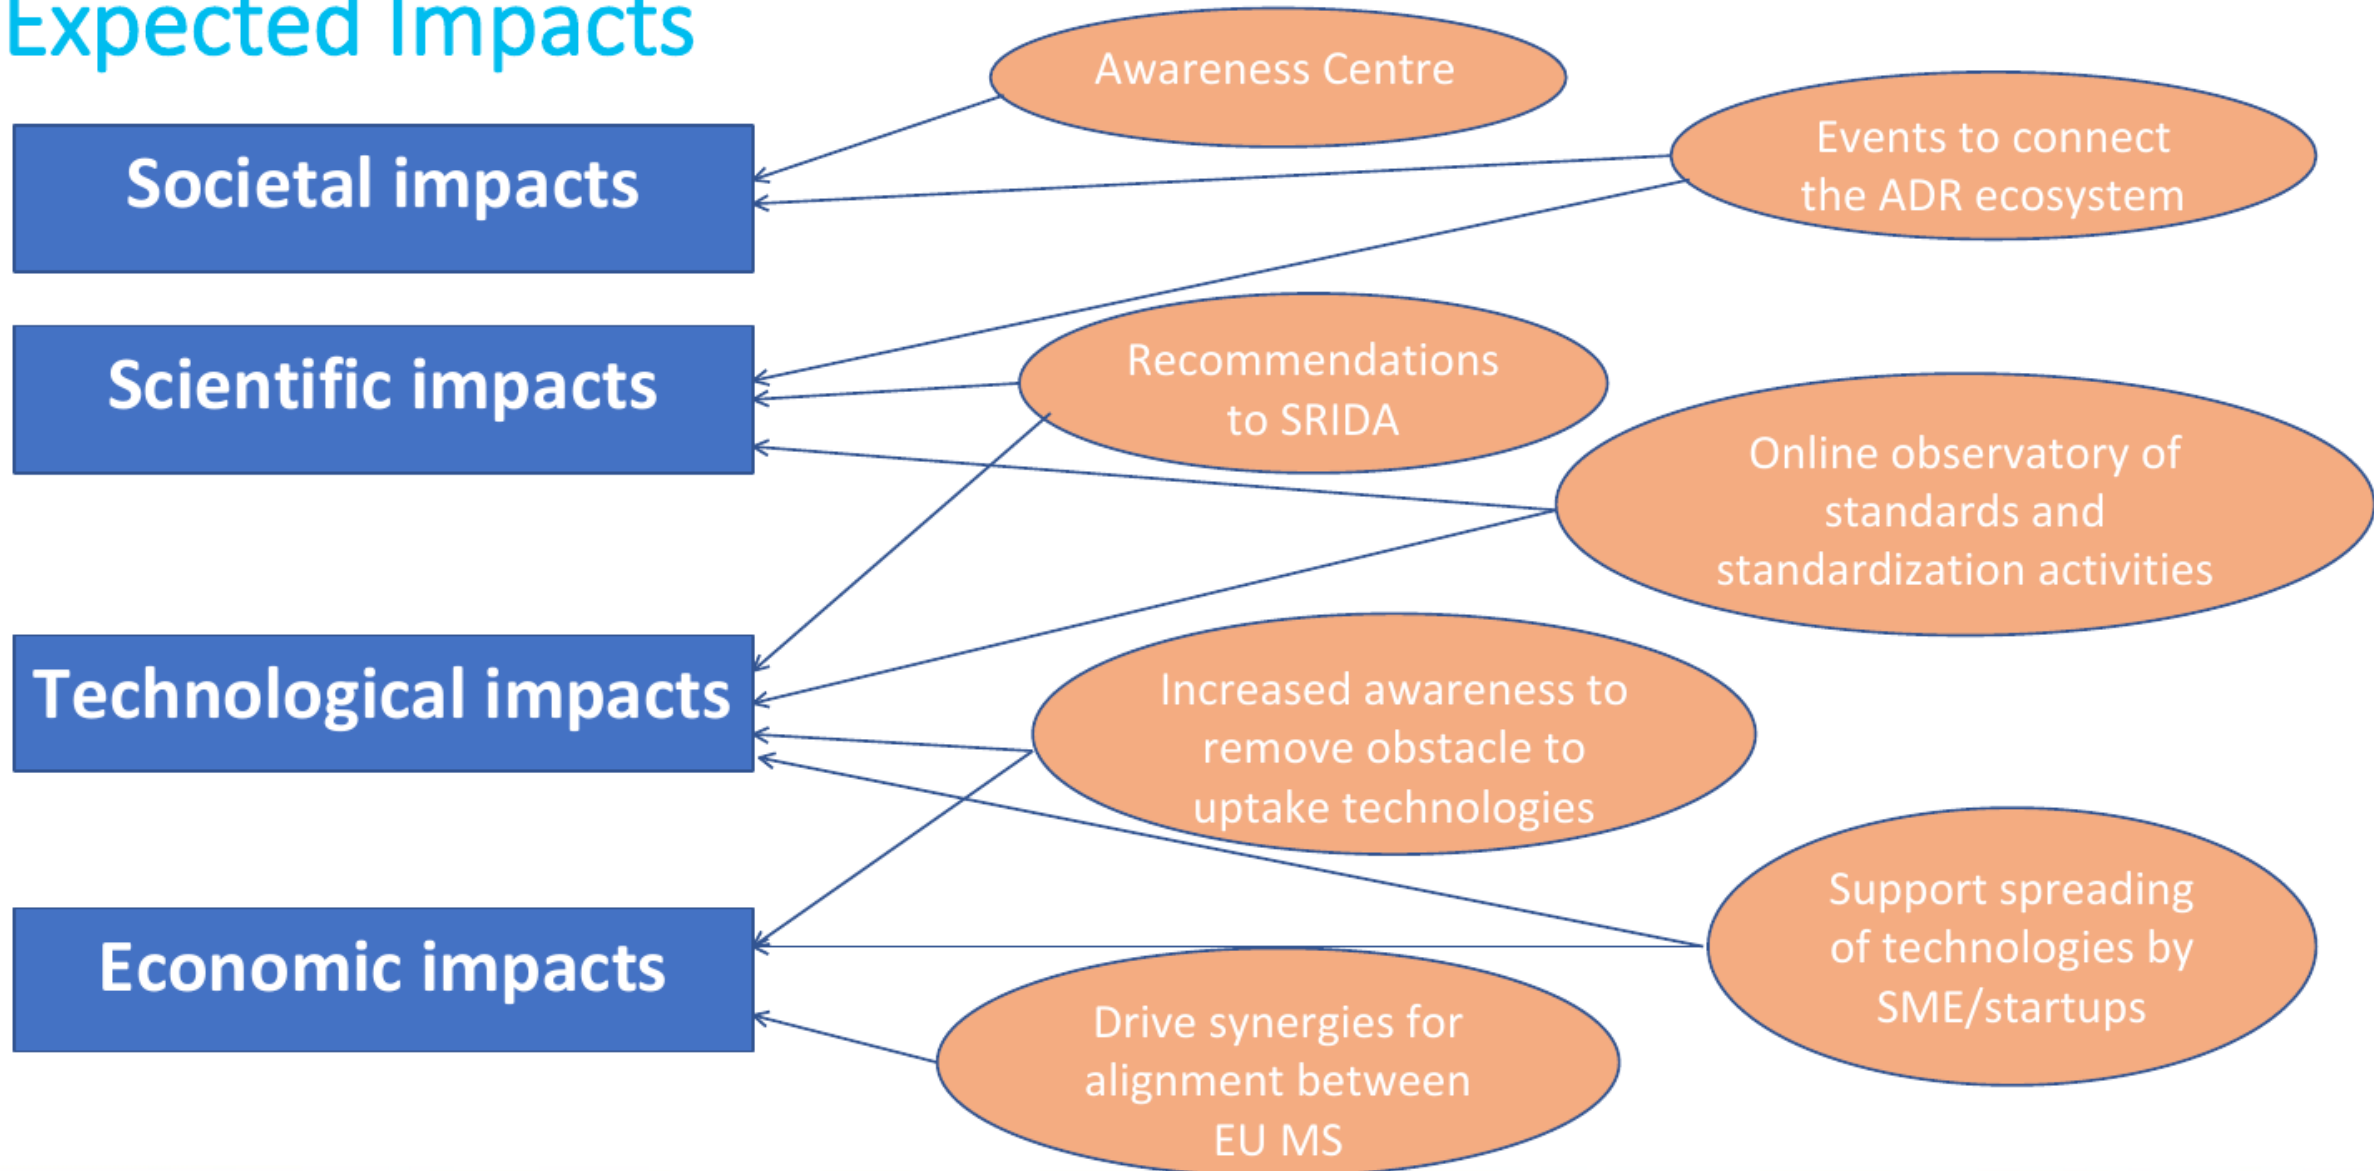 Expected Impacts
Awareness Centre
Events to connect
the ADR ecosystem
Societal impacts
Scientific impacts
Recommendations
to SRIDA
Online observatory of
standards and
standardization activities
Technological impacts
Increased awareness to
remove obstacle to
uptake technologies
Support spreading
of technologies by
SME/startups
Economic impacts
Drive synergies for
alignment between
EU MS